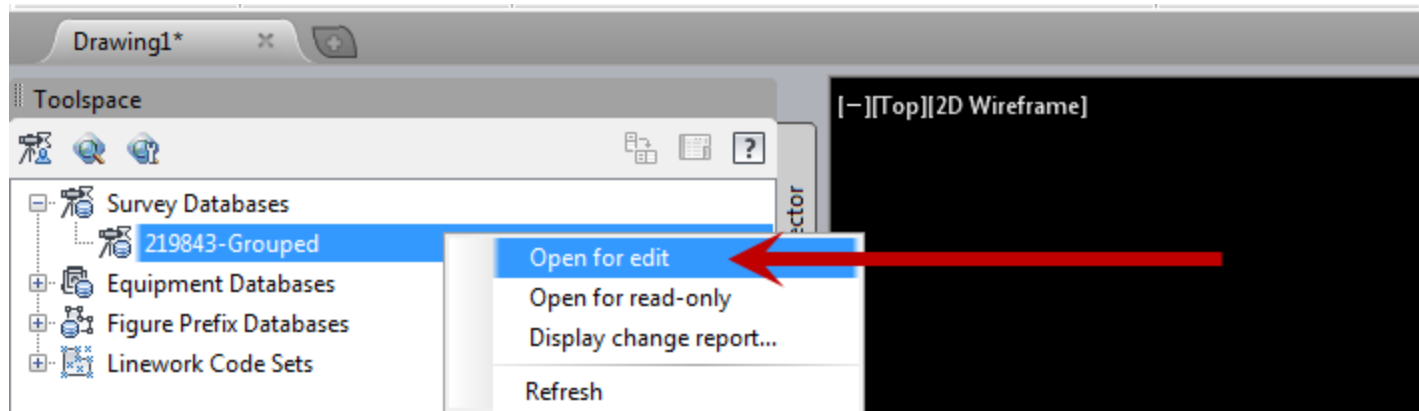 Drawing1*
Toolspace
[−][Top][2D Wireframe]
?
Survey Databases
219843-Grouped
Open for edit
Open for read-only
Equipment Databases
Figure Prefix Databases
Display change report...
Linework Code Sets
Refresh